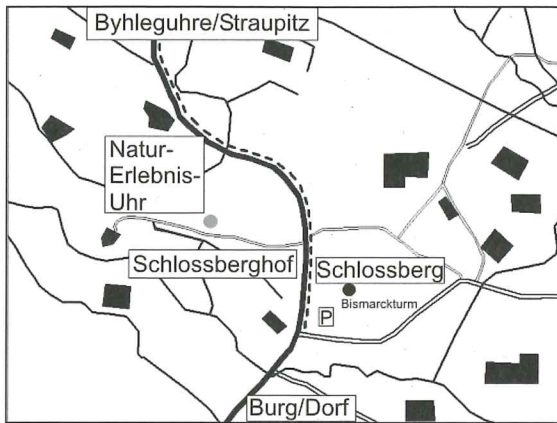 Byhleguhre/Straupitz
Natur-
Erlebnis-
Uhr
Schlossberghof
Schlossberg
Bismarckturm
P
Burg/Dorf